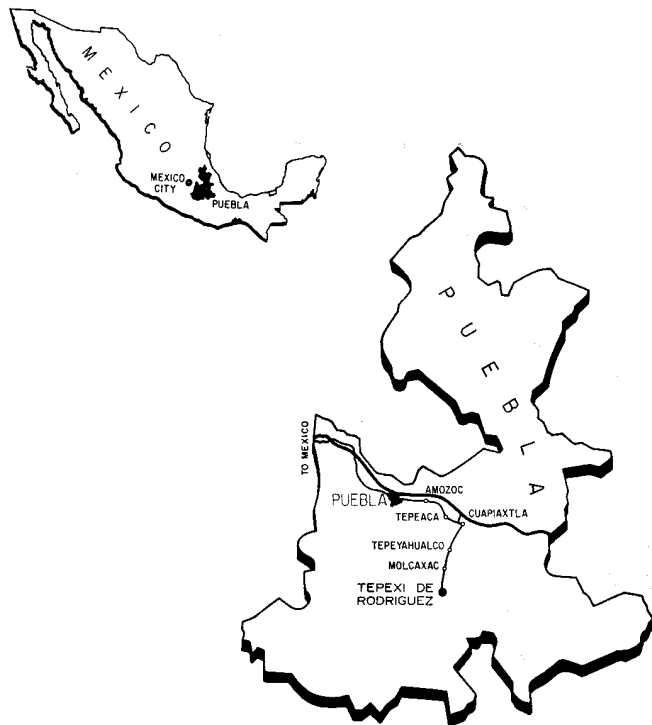 MEXICO
MEXICO
CITY
PUEBLA
PUEBLA
TO MEXICO
PUEBLA
AMOZOC
CUAPIAXTLA
TEPEACA
TEPEYAHUALCO
MOLCAXAC
TEPEXI DE
RODRIGUEZ